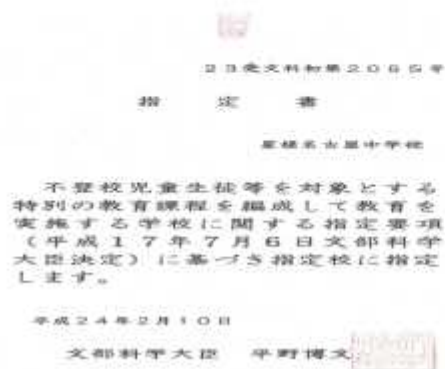 23受文科初第2065号
指定書
星槎名古屋中学校
不登校児童生徒等を対象とする
特別の教育課程を編成して教育を
実施する学校に関する指定要項
(平成17年7月6日文部科学
大臣決定)に基づき指定校に指定
します。
平成24年2月10日
文部科学大臣 平野博文